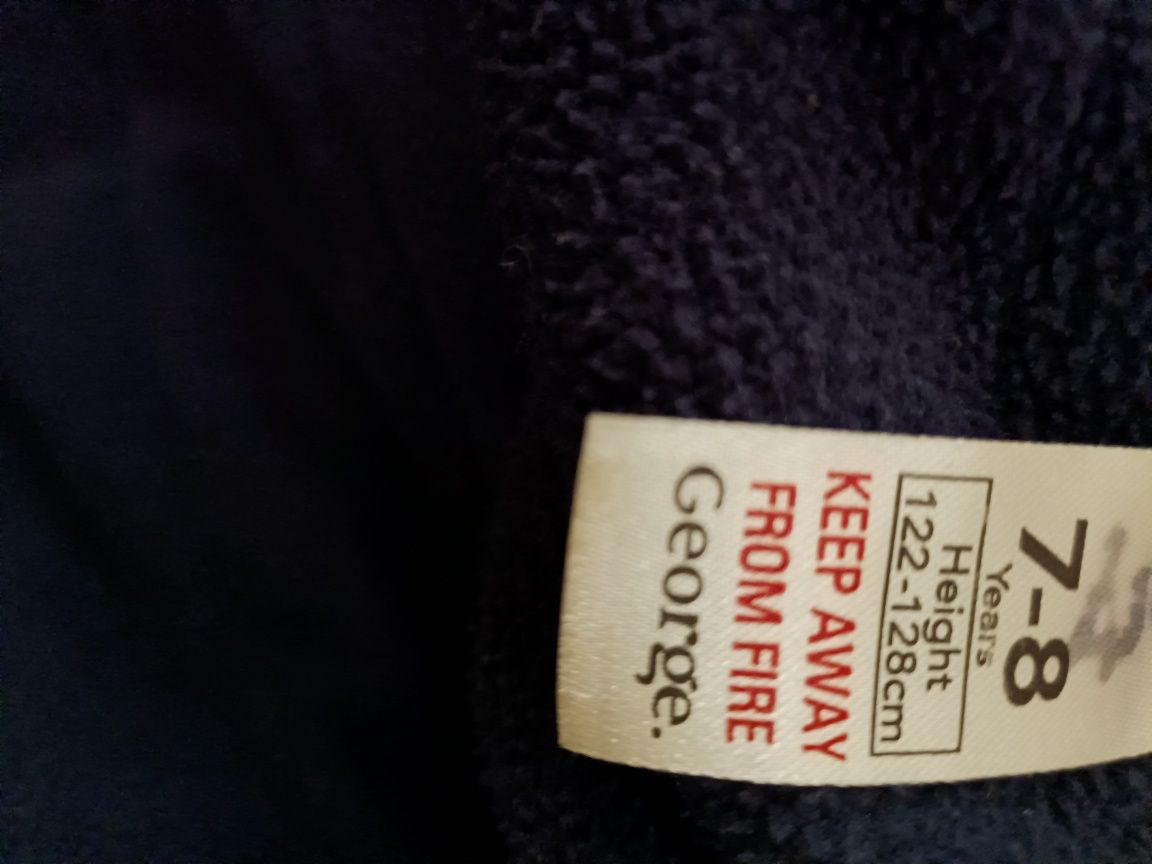 7-8
Years
Height
122-128cm
KEEP AWAY
FROM FIRE
George.